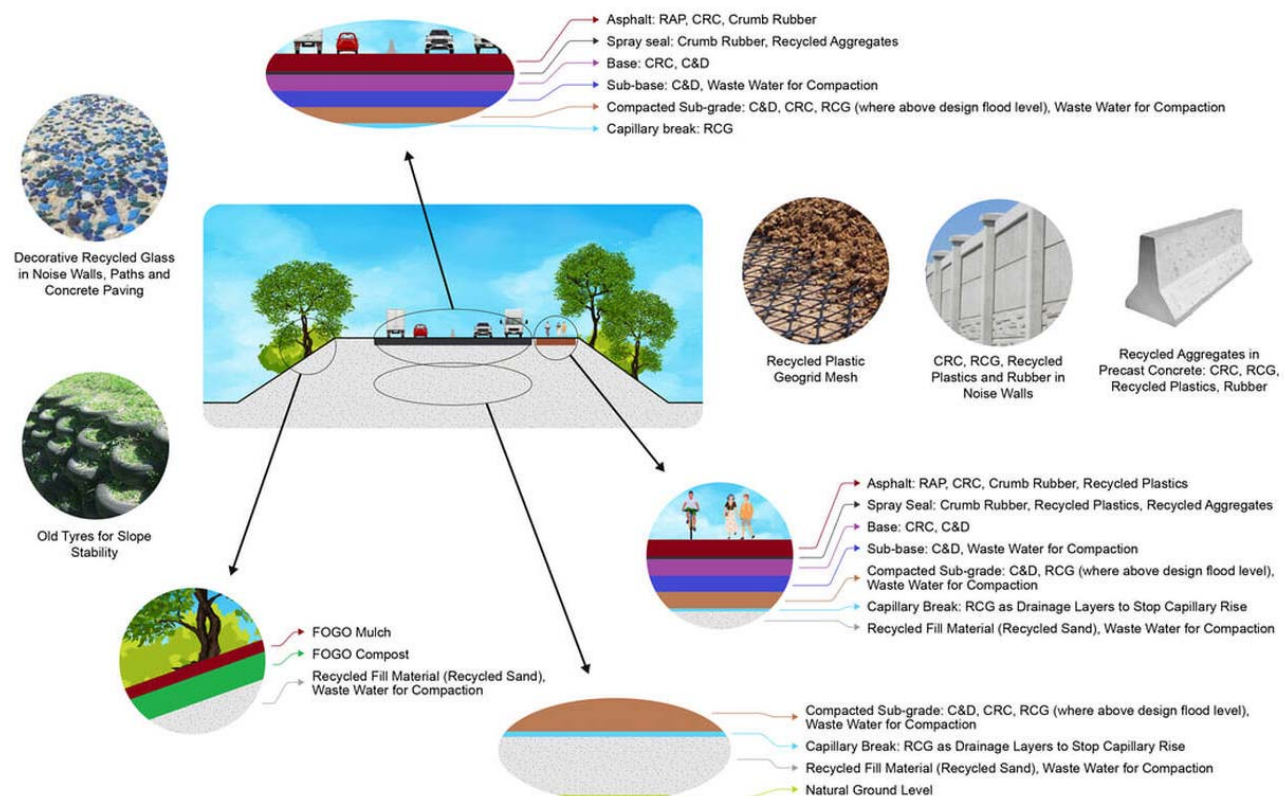 Asphalt: RAP, CRC, Crumb Rubber
Spray seal: Crumb Rubber, Recycled Aggregates
Base: CRC, C&D
Sub-base: C&D, Waste Water for Compaction
Compacted Sub-grade: C&D, CRC, RCG (where above design flood level), Waste Water for Compaction
Capillary break: RCG
Decorative Recycled Glass
in Noise Walls, Paths and
Concrete Paving
Recycled Plastic
Geogrid Mesh
CRC, RCG, Recycled
Plastics and Rubber in
Noise Walls
Recycled Aggregates in
Precast Concrete: CRC, RCG,
Recycled Plastics, Rubber
Old Tyres for Slope
Stability
Asphalt: RAP, CRC, Crumb Rubber, Recycled Plastics
Spray Seal: Crumb Rubber, Recycled Plastics, Recycled Aggregates
Base: CRC, C&D
Sub-base: C&D, Waste Water for Compaction
Compacted Sub-grade: C&D, RCG (where above design flood level),
Waste Water for Compaction
Capillary Break: RCG as Drainage Layers to Stop Capillary Rise
Recycled Fill Material (Recycled Sand), Waste Water for Compaction
FOGO Mulch
FOGO Compost
Recycled Fill Material (Recycled Sand),
Waste Water for Compaction
Compacted Sub-grade: C&D, CRC, RCG (where above design flood level),
Waste Water for Compaction
Capillary Break: RCG as Drainage Layers to Stop Capillary Rise
Recycled Fill Material (Recycled Sand), Waste Water for Compaction
Natural Ground Level